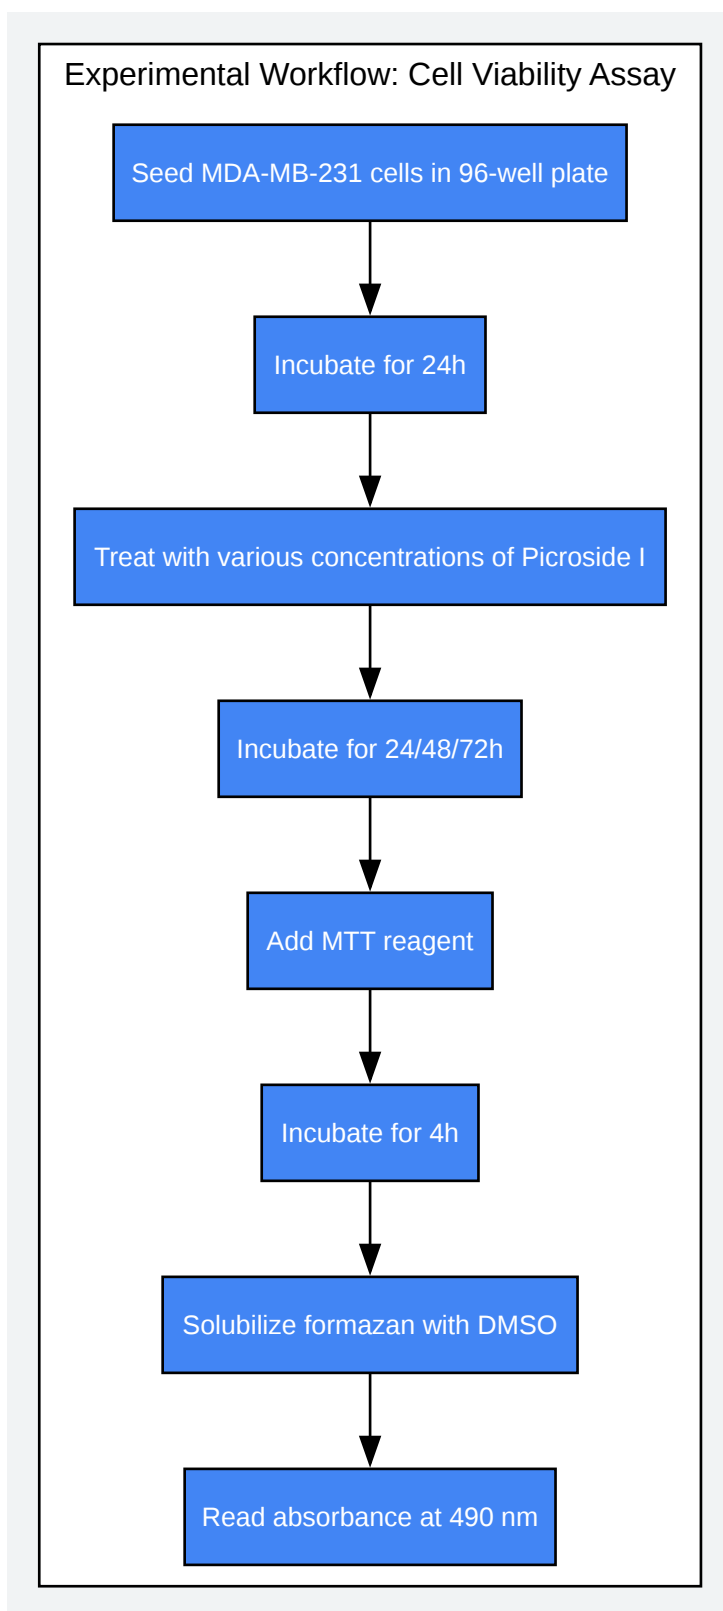 Experimental Workflow: Cell Viability Assay
Seed MDA-MB-231 cells in 96-well plate
Incubate for 24h
Treat with various concentrations of Picroside I
Incubate for 24/48/72h
Add MTT reagent
Incubate for 4h
Solubilize formazan with DMSO
Read absorbance at 490 nm